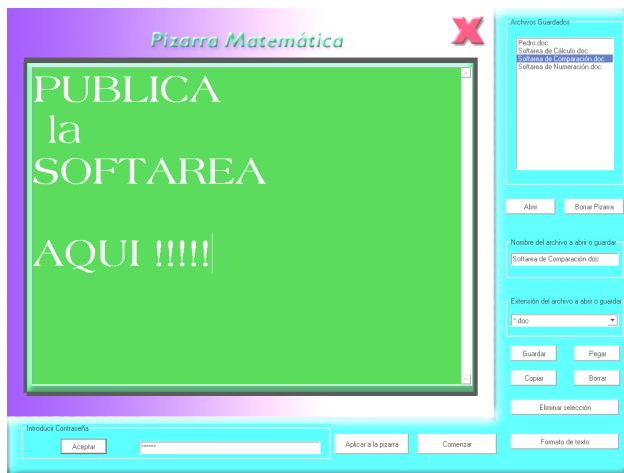 Pizarra Matemática
PUBLICA
la
SOFTAREA
AQUI !!!!!
Archivos Guardados
Pedro.doc
Softarea de Cálculo.doc
Softarea de Comparación.doc
Softarea de Numeración.doc
Abrir
Borrar Pizarra
Nombre del archivo a abrir o guardar
Softarea de Comparación.doc
Extensión del archivo a abrir o guardar
*.doc
Guardar
Pegar
Copiar
Borrar
Eliminar selección
Introducir Contraseña
Aceptar
Aplicar a la pizarra
Comenzar
Formato de texto